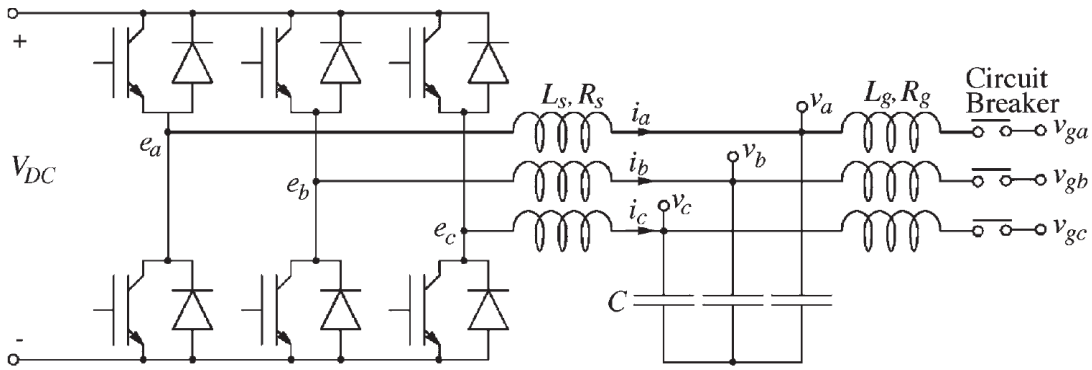 +
V_DC
-
e_a
e_b
e_c
L_s, R_s
i_a
i_b
i_c
v_a
v_b
v_c
C
L_g, R_g
Circuit
Breaker
v_ga
v_gb
v_gc